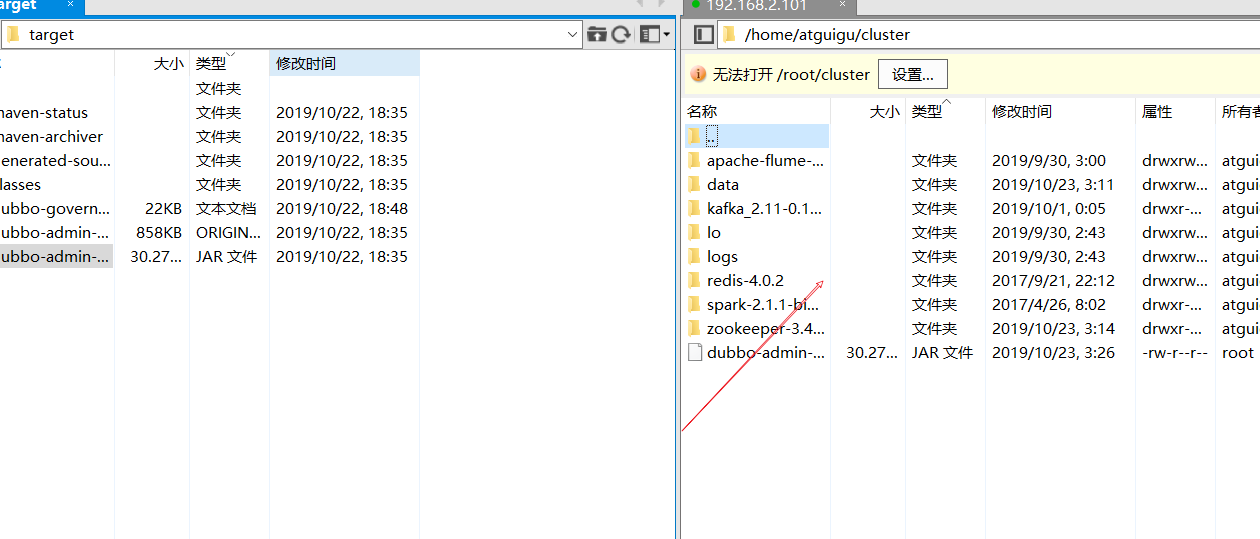 target
192.168.2.101
target
/home/atguigu/cluster
大小 类型 修改时间
文件夹
naven-status 文件夹 2019/10/22, 18:35
naven-archiver 文件夹 2019/10/22, 18:35
enerated-sou... 文件夹 2019/10/22, 18:35
lasses 文件夹 2019/10/22, 18:35
ubbo-govern... 22KB 文本文档 2019/10/22, 18:48
ubbo-admin-... 858KB ORIGIN... 2019/10/22, 18:35
ubbo-admin-... 30.27... JAR 文件 2019/10/22, 18:35
无法打开 /root/cluster 设置...
名称 大小 类型 修改时间 属性 所有者
..
apache-flume-... 文件夹 2019/9/30, 3:00 drwxrw... atgui
data 文件夹 2019/10/23, 3:11 drwxrw... atgui
kafka_2.11-0.1... 文件夹 2019/10/1, 0:05 drwxr-... atgui
lo 文件夹 2019/9/30, 2:43 drwxrw... atgui
logs 文件夹 2019/9/30, 2:43 drwxrw... atgui
redis-4.0.2 文件夹 2017/9/21, 22:12 drwxrw... atgui
spark-2.1.1-bi... 文件夹 2017/4/26, 8:02 drwxr-... atgui
zookeeper-3.4... 文件夹 2019/10/23, 3:14 drwxr-... atgui
dubbo-admin-... 30.27... JAR 文件 2019/10/23, 3:26 -rw-r--r-- root